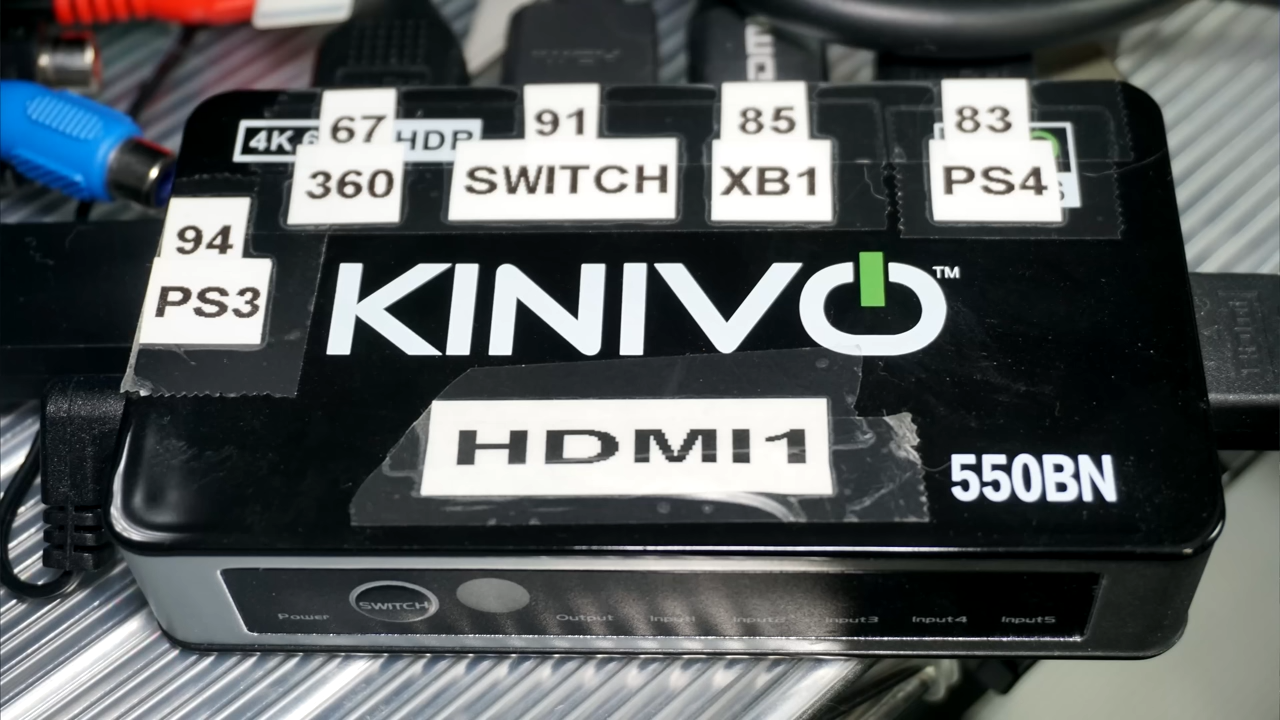 67
91
85
83
4K
HDR
360
SWITCH
XB1
PS4
94
PS3
KINIVO™
HDMI1
550BN
SWITCH
Power
Output
Input1
Input2
Input3
Input4
Input5
HDMI